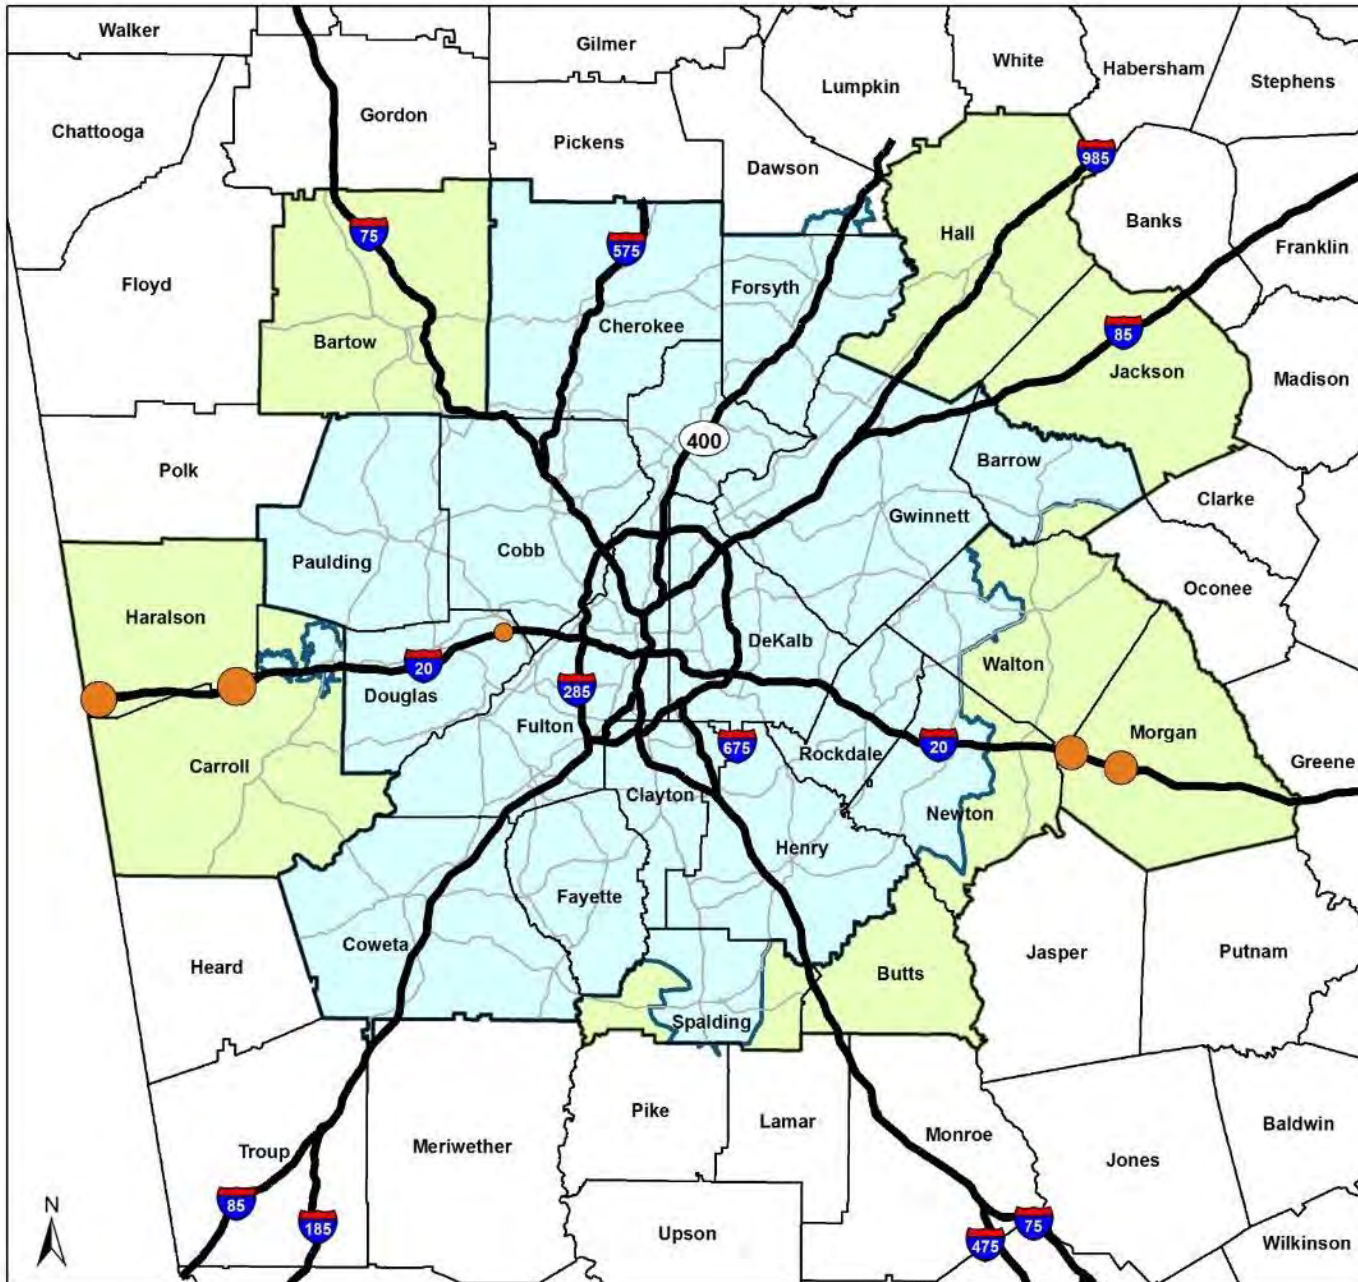 Walker
Gilmer
White
Habersham
Stephens
Lumpkin
Chattooga
Gordon
Pickens
Dawson
985
Banks
Franklin
Hall
75
575
Floyd
Forsyth
Cherokee
Bartow
85
Jackson
Madison
400
Polk
Barrow
Clarke
Gwinnett
Cobb
Paulding
Oconee
Haralson
DeKalb
Walton
20
Douglas
285
Fulton
675
Rockdale
20
Morgan
Greene
Carroll
Clayton
Newton
Henry
Fayette
Coweta
Heard
Butts
Jasper
Putnam
Spalding
Pike
Lamar
Monroe
Baldwin
Troup
Meriwether
Jones
N
85
185
Upson
475
75
Wilkinson